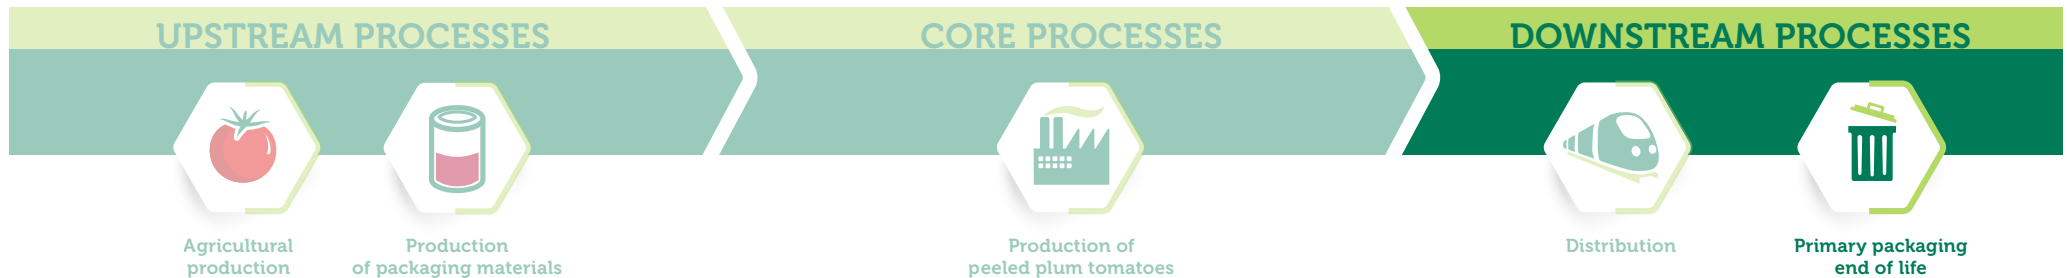 UPSTREAM PROCESSES
CORE PROCESSES
DOWNSTREAM PROCESSES
Agricultural
production
Production
of packaging materials
Production of
peeled plum tomatoes
Distribution
Primary packaging
end of life